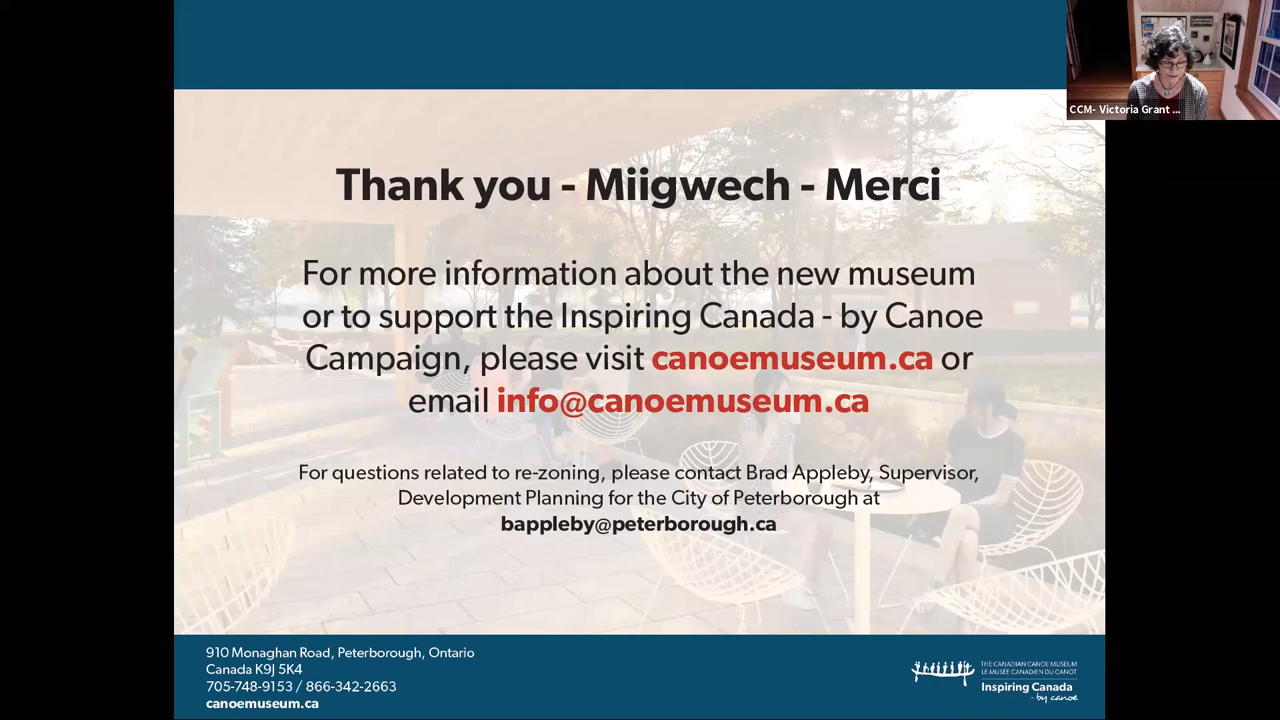 CCM- Victoria Grant ...
Thank you - Miigwech - Merci
For more information about the new museum
or to support the Inspiring Canada - by Canoe
Campaign, please visit canoemuseum.ca or
email info@canoemuseum.ca
For questions related to re-zoning, please contact Brad Appleby, Supervisor,
Development Planning for the City of Peterborough at
bappleby@peterborough.ca
910 Monaghan Road, Peterborough, Ontario
Canada K9J 5K4
705-748-9153 / 866-342-2663
canoemuseum.ca
THE CANADIAN CANOE MUSEUM
LE MUSÉE CANADIEN DU CANOT
Inspiring Canada
- by canoe